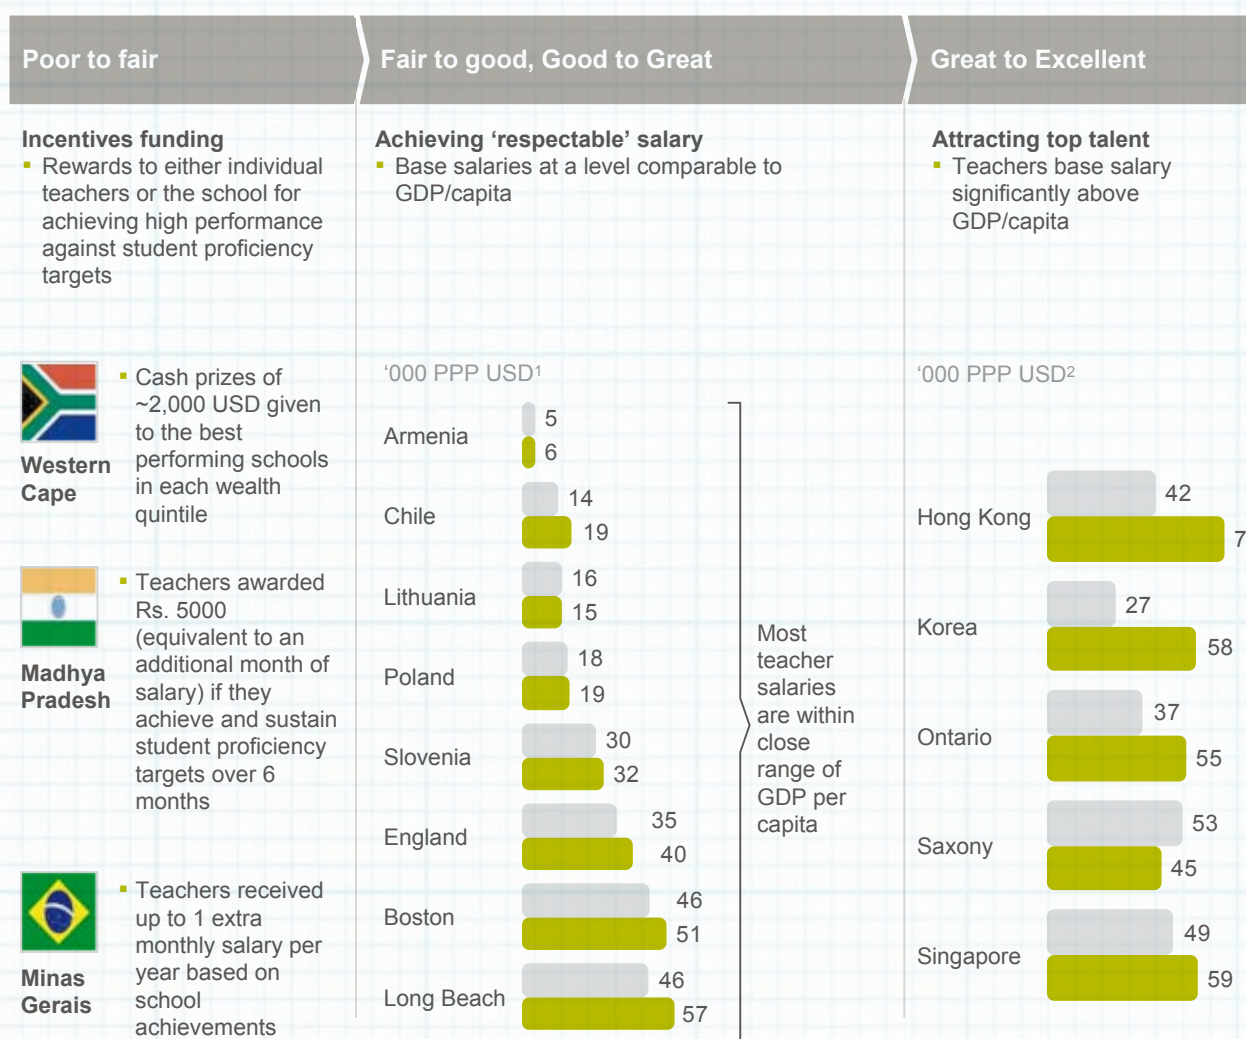 Poor to fair
Fair to good, Good to Great
Great to Excellent
Incentives funding
▪ Rewards to either individual
teachers or the school for
achieving high performance
against student proficiency
targets
Achieving ‘respectable’ salary
▪ Base salaries at a level comparable to
GDP/capita
Attracting top talent
▪ Teachers base salary
significantly above
GDP/capita
Western
Cape
▪ Cash prizes of
~2,000 USD given
to the best
performing schools
in each wealth
quintile
Madhya
Pradesh
▪ Teachers awarded
Rs. 5000
(equivalent to an
additional month of
salary) if they
achieve and sustain
student proficiency
targets over 6
months
Minas
Gerais
▪ Teachers received
up to 1 extra
monthly salary per
year based on
school
achievements
‘000 PPP USD¹
Armenia
5
6
Chile
14
19
Lithuania
16
15
Poland
18
19
Slovenia
30
32
England
35
40
Boston
46
51
Long Beach
46
57
Most
teacher
salaries
are within
close
range of
GDP per
capita
‘000 PPP USD²
Hong Kong
42
7
Korea
27
58
Ontario
37
55
Saxony
53
45
Singapore
49
59